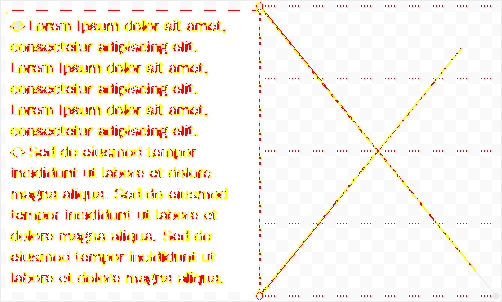 <> Lorem Ipsum dolor sit amet,
consectetur adipiscing elit.
Lorem Ipsum dolor sit amet,
consectetur adipiscing elit.
Lorem Ipsum dolor sit amet,
consectetur adipiscing elit.
<> Sed do eiusmod tempor
incididunt ut labore et dolore
magna aliqua. Sed do eiusmod
tempor incididunt ut labore et
dolore magna aliqua. Sed do
eiusmod tempor incididunt ut
labore et dolore magna aliqua.